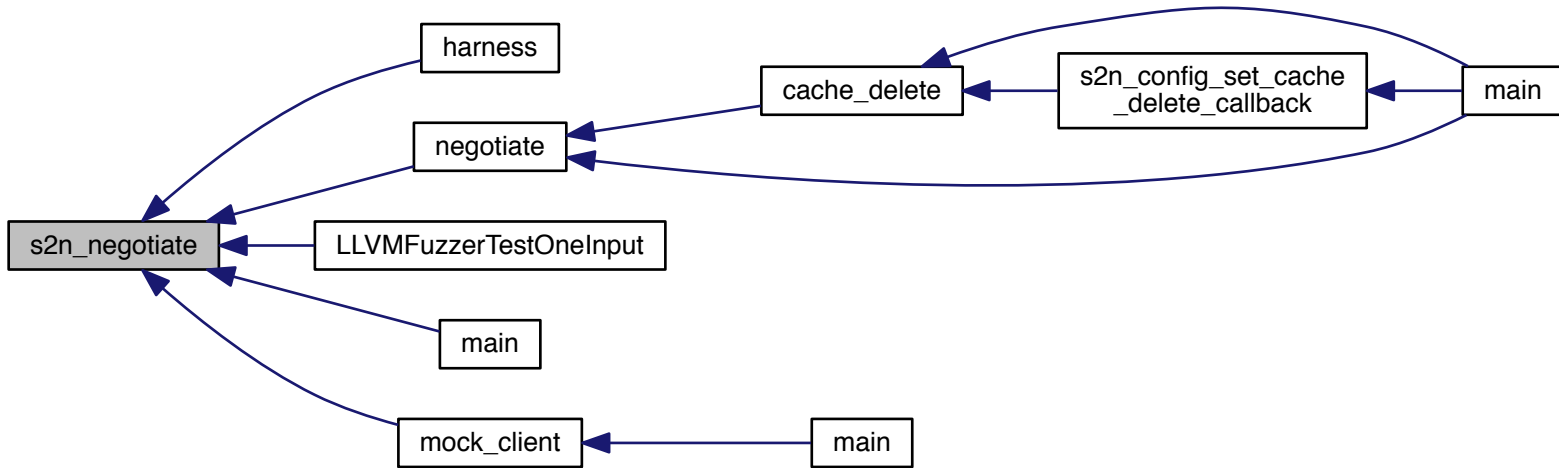 harness
cache_delete
s2n_config_set_cache
_delete_callback
main
negotiate
s2n_negotiate
LLVMFuzzerTestOneInput
main
mock_client
main